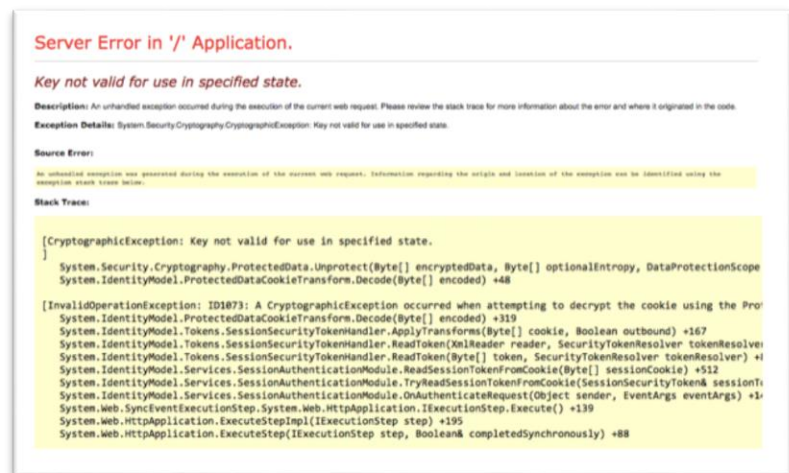 Server Error in '/' Application.
Key not valid for use in specified state.
Description: An unhandled exception occurred during the execution of the current web request. Please review the stack trace for more information about the error and where it originated in the code.
Exception Details: System.Security.Cryptography.CryptographicException: Key not valid for use in specified state.
Source Error:
An unhandled exception was generated during the execution of the current web request. Information regarding the origin and location of the exception can be identified using the
exception stack trace below.
Stack Trace:
[CryptographicException: Key not valid for use in specified state.
]
System.Security.Cryptography.ProtectedData.Unprotect(Byte[] encryptedData, Byte[] optionalEntropy, DataProtectionScope
System.IdentityModel.ProtectedDataCookieTransform.Decode(Byte[] encoded) +48
[InvalidOperationException: ID1073: A CryptographicException occurred when attempting to decrypt the cookie using the Pro
System.IdentityModel.ProtectedDataCookieTransform.Decode(Byte[] encoded) +319
System.IdentityModel.Tokens.SessionSecurityTokenHandler.ApplyTransforms(Byte[] cookie, Boolean outbound) +167
System.IdentityModel.Tokens.SessionSecurityTokenHandler.ReadToken(XmlReader reader, SecurityTokenResolver tokenResolve
System.IdentityModel.Tokens.SessionSecurityTokenHandler.ReadToken(Byte[] token, SecurityTokenResolver tokenResolver) +
System.IdentityModel.Services.SessionAuthenticationModule.ReadSessionTokenFromCookie(Byte[] sessionCookie) +512
System.IdentityModel.Services.SessionAuthenticationModule.TryReadSessionTokenFromCookie(SessionSecurityToken& sessionT
System.IdentityModel.Services.SessionAuthenticationModule.OnAuthenticateRequest(Object sender, EventArgs eventArgs) +1
System.Web.SyncEventExecutionStep.System.Web.HttpApplication.IExecutionStep.Execute() +139
System.Web.HttpApplication.ExecuteStepImpl(IExecutionStep step) +195
System.Web.HttpApplication.ExecuteStep(IExecutionStep step, Boolean& completedSynchronously) +88